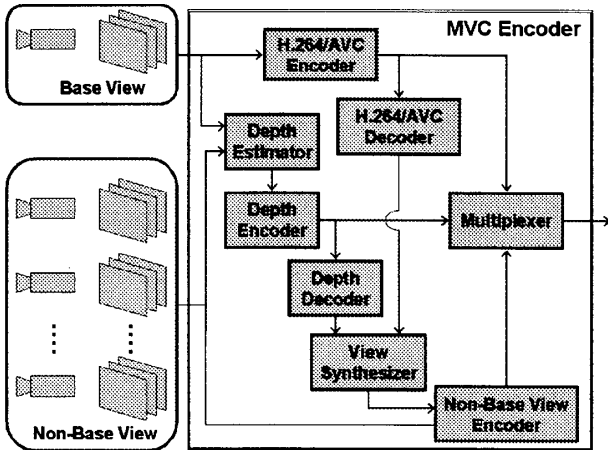 MVC Encoder
H.264/AVC
Encoder
Base View
H.264/AVC
Decoder
Depth
Estimator
Depth
Encoder
Multiplexer
Depth
Decoder
View
Synthesizer
Non-Base View
Encoder
Non-Base View